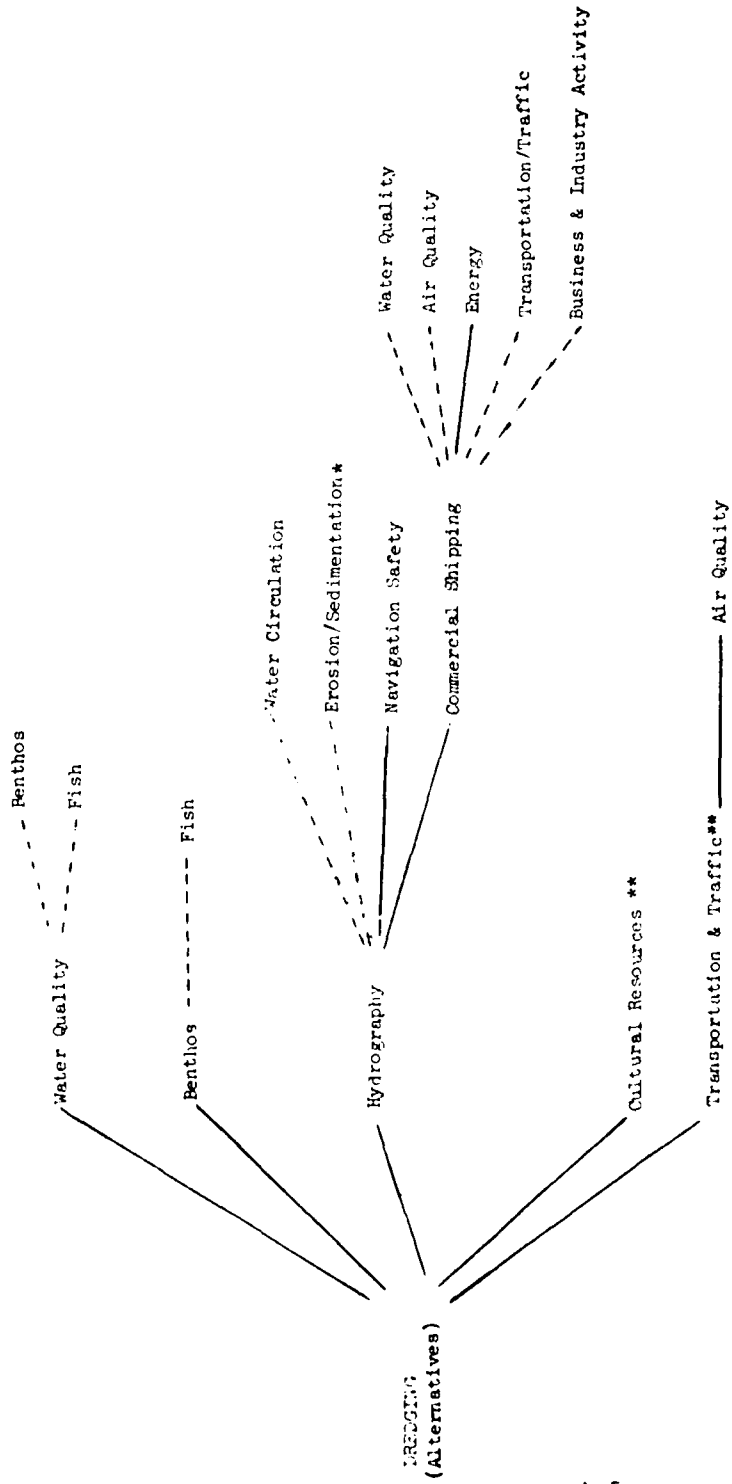 DREDGING
(Alternatives)
Water Quality
Benthos
Fish
Benthos
Fish
Hydrography
Water Circulation
Erosion/Sedimentation*
Navigation Safety
Commercial Shipping
Water Quality
Air Quality
Energy
Transportation/Traffic
Business & Industry Activity
Cultural Resources **
Transportation & Traffic**
Air Quality